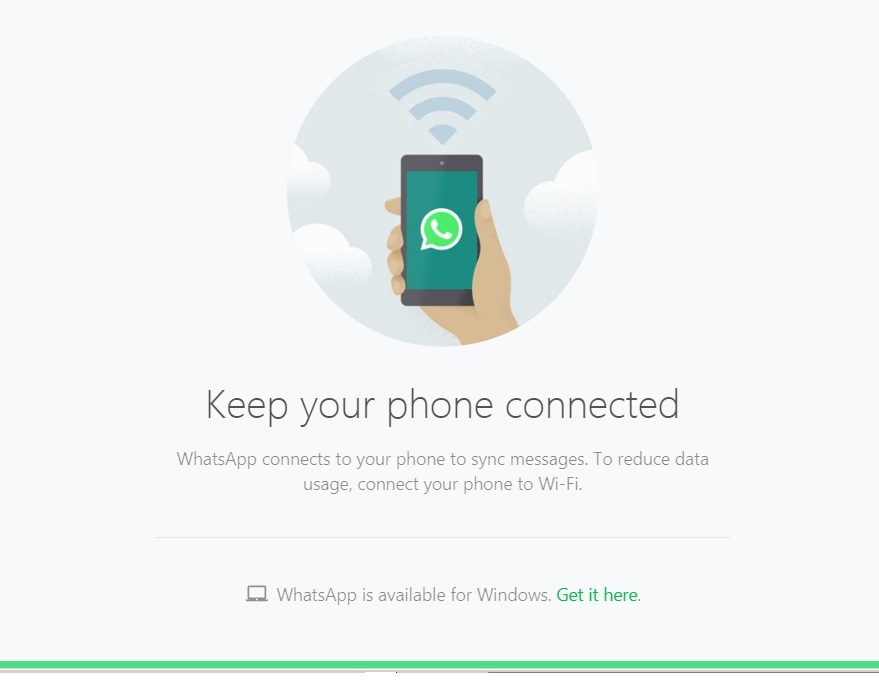 Keep your phone connected
WhatsApp connects to your phone to sync messages. To reduce data
usage, connect your phone to Wi-Fi.
WhatsApp is available for Windows. Get it here.